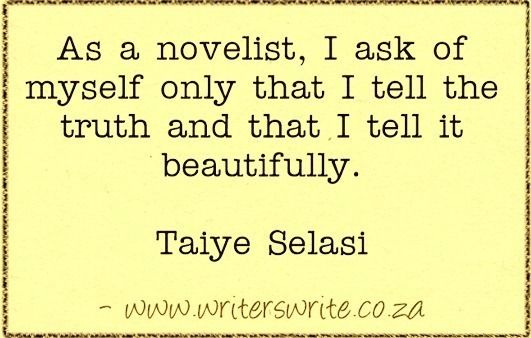 As a novelist, I ask of
myself only that I tell the
truth and that I tell it
beautifully.
Taiye Selasi
- www.writerswrite.co.za